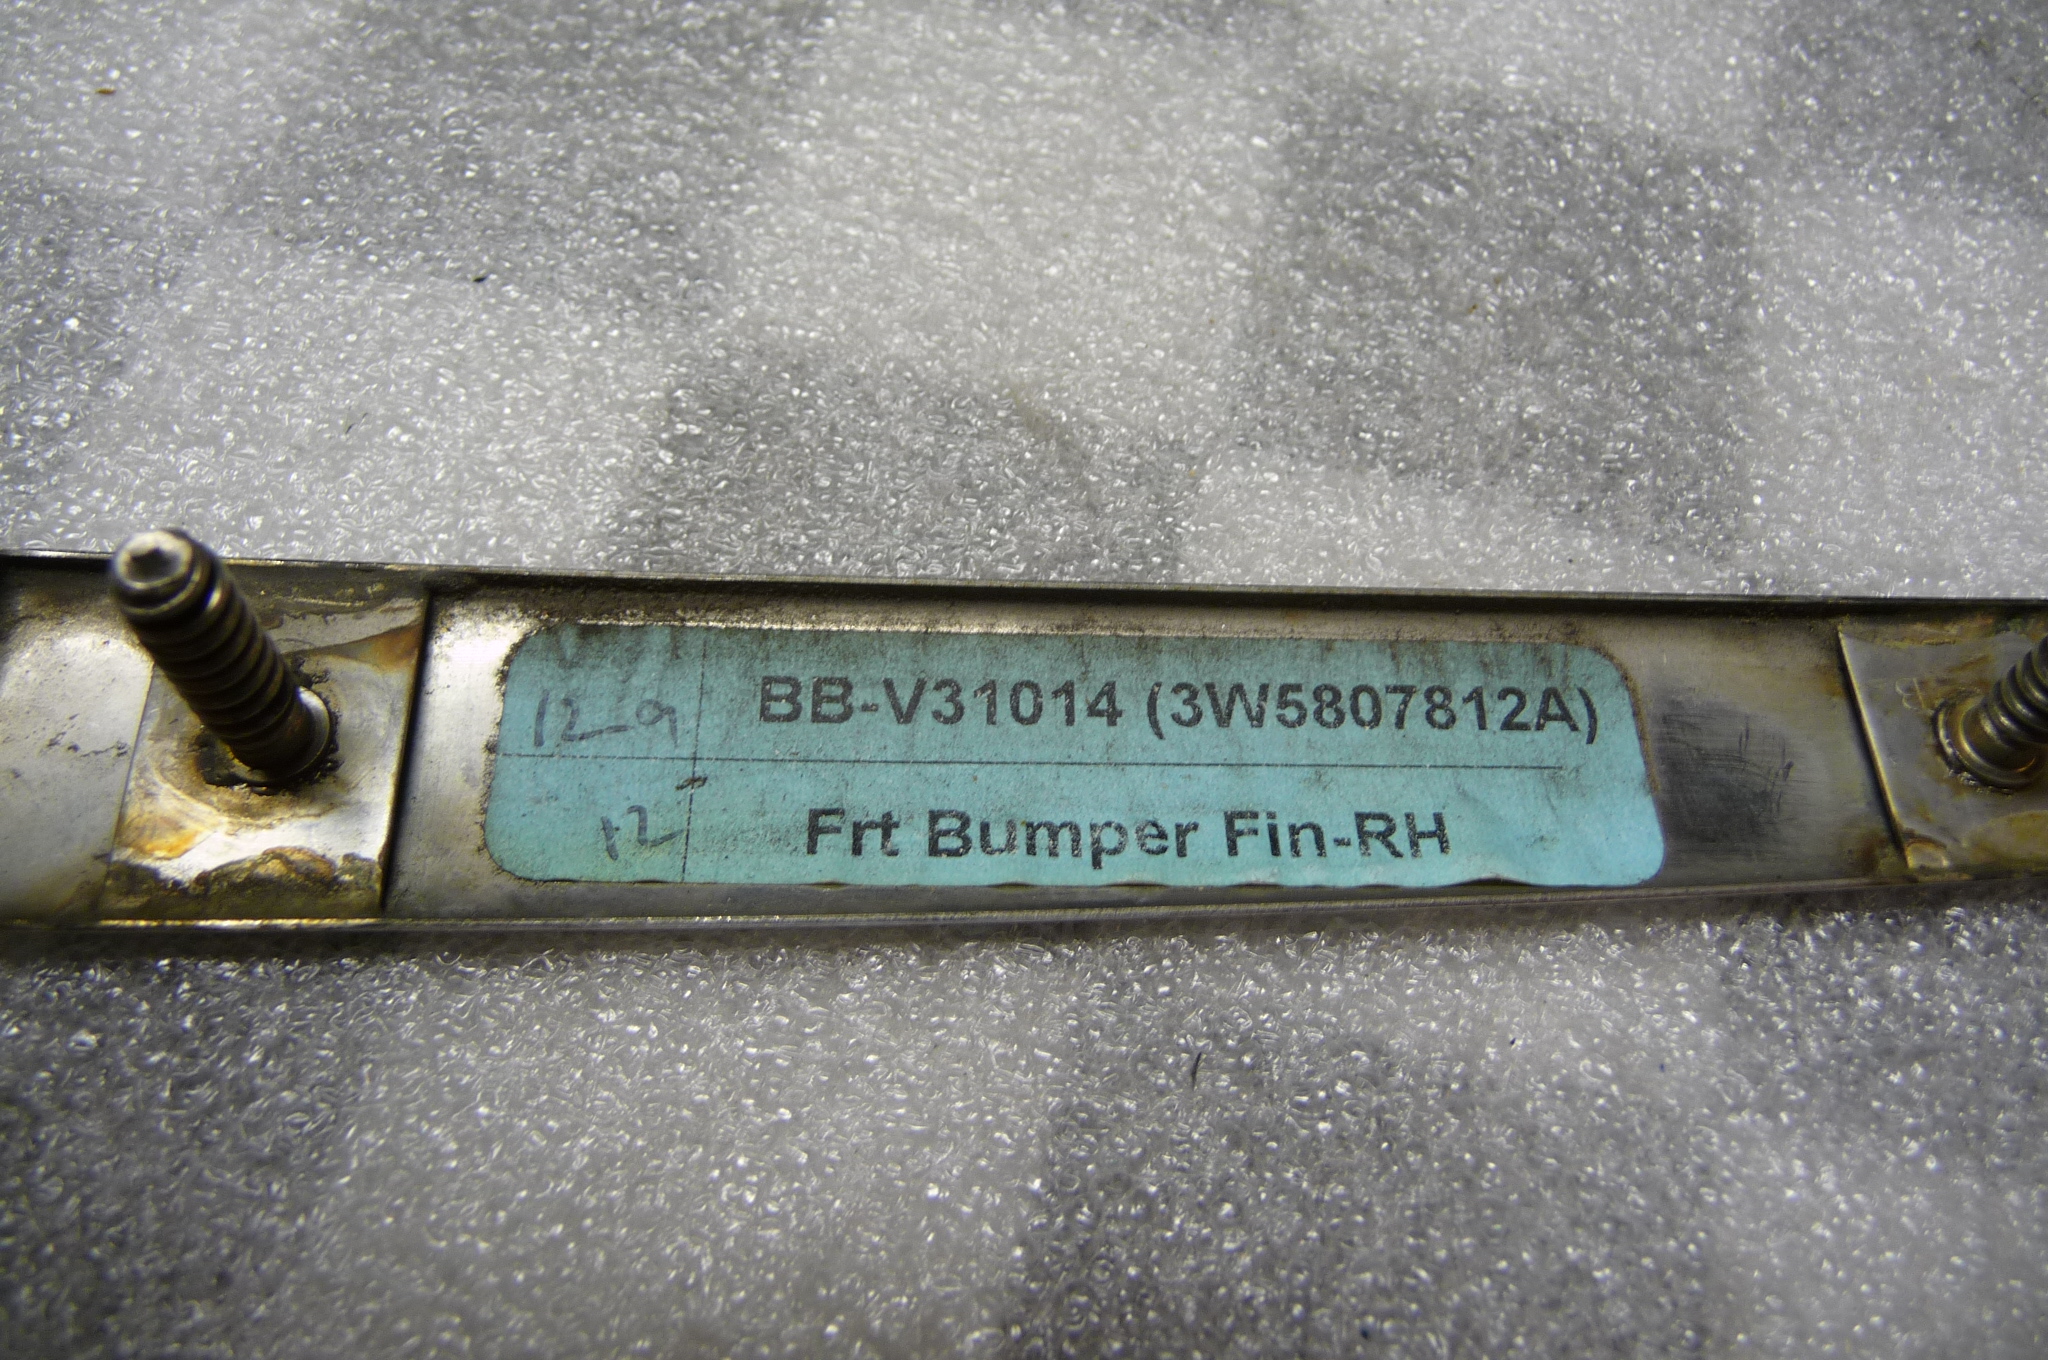 12-9 BB-V31014 (3W5807812A)
12 Frt Bumper Fin-RH